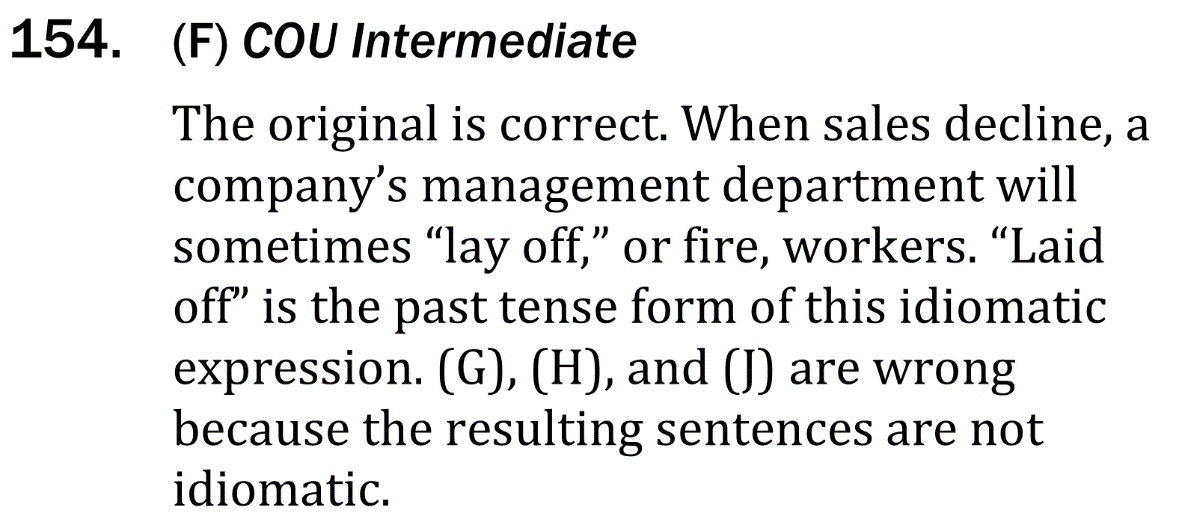 154. (F) COU Intermediate
The original is correct. When sales decline, a
company’s management department will
sometimes “lay off,” or fire, workers. “Laid
off” is the past tense form of this idiomatic
expression. (G), (H), and (J) are wrong
because the resulting sentences are not
idiomatic.